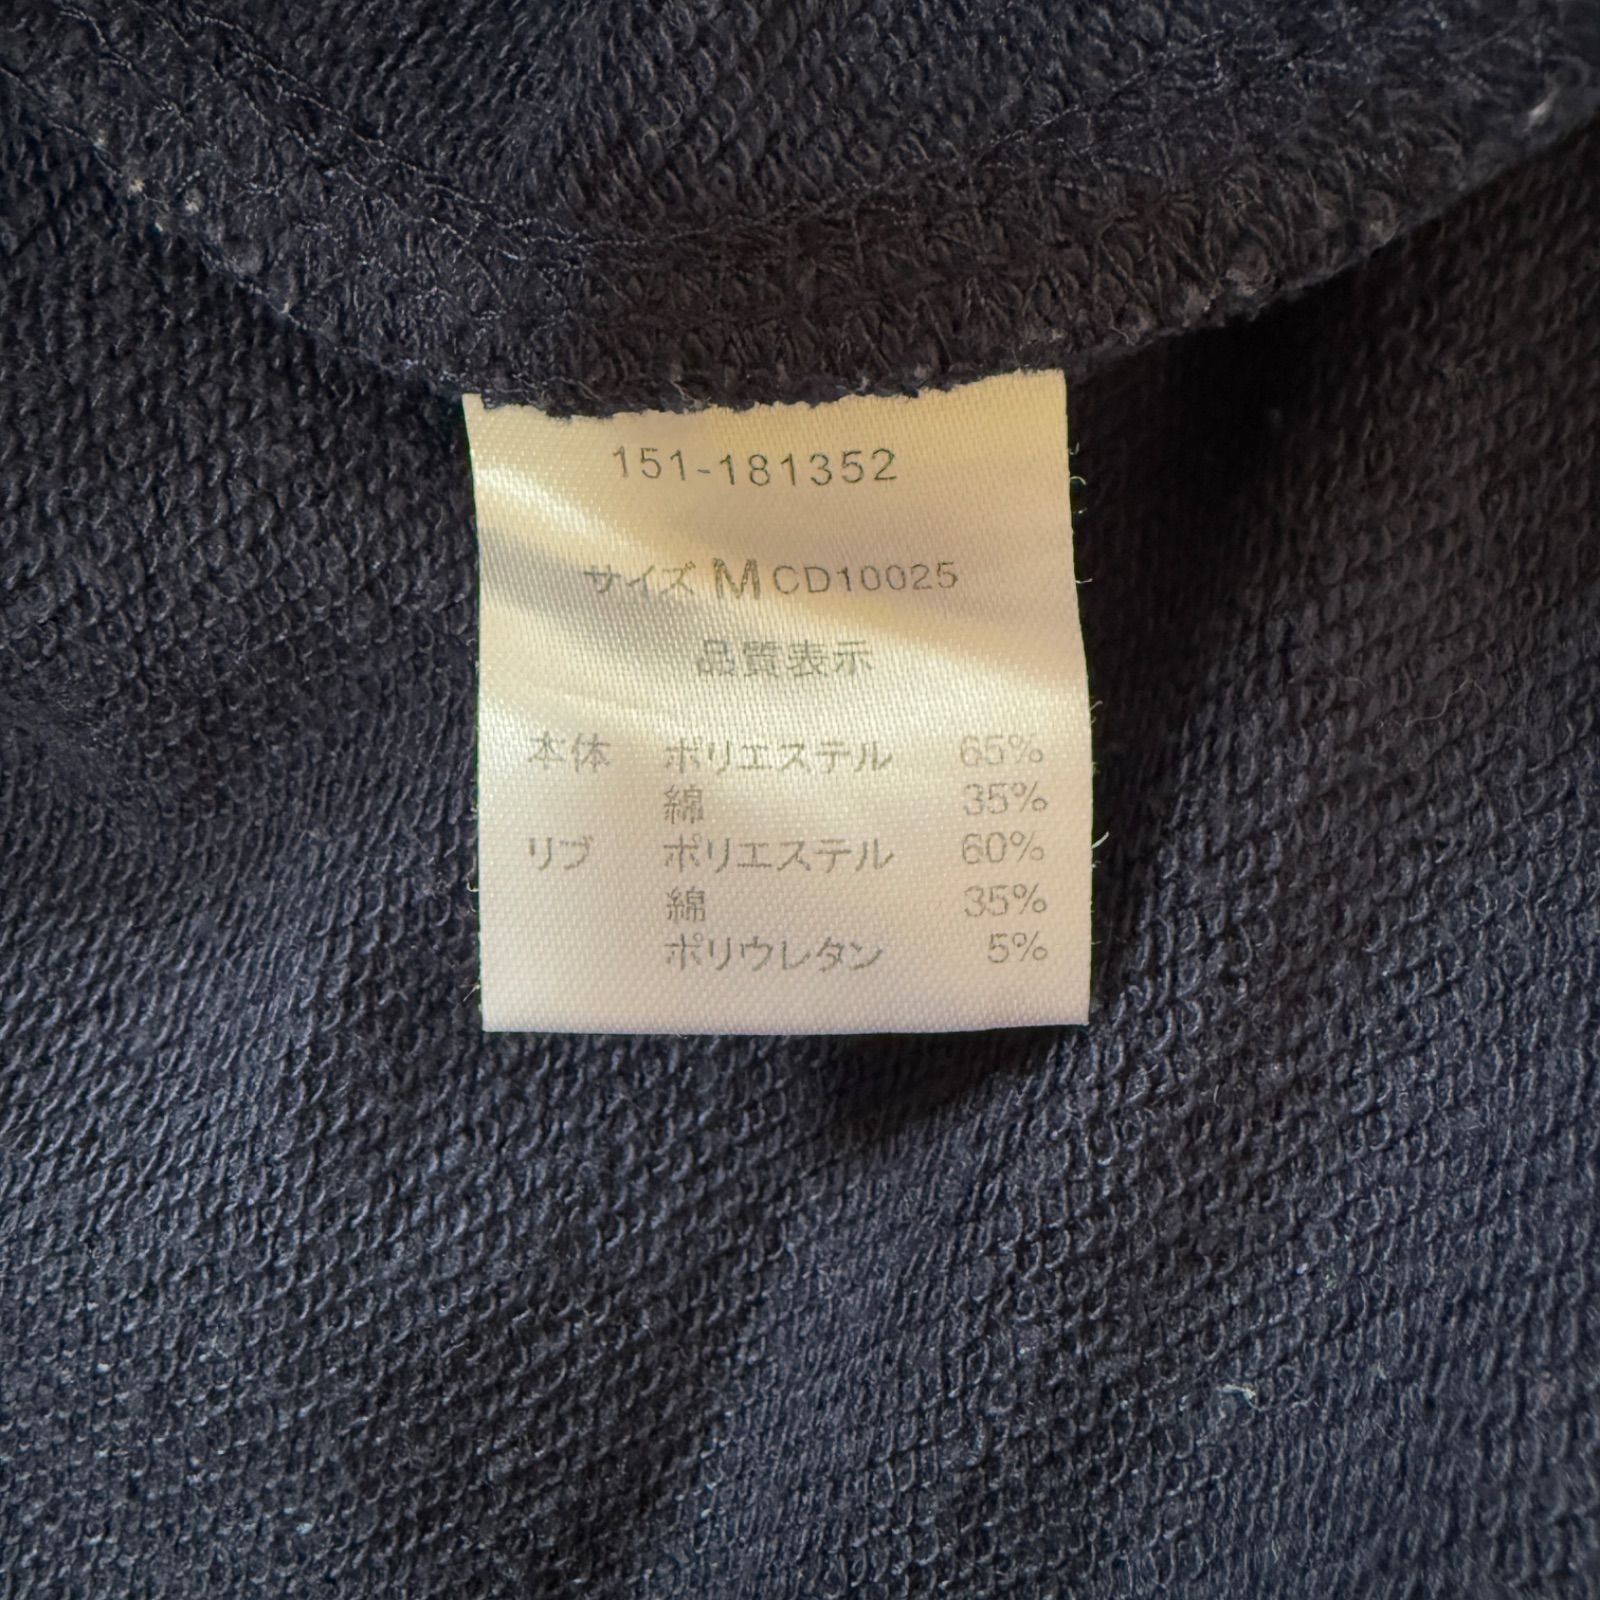 151-181352
サイズ M CD10025
品質表示
本体 ポリエステル 65%
綿 35%
リブ ポリエステル 60%
綿 35%
ポリウレタン 5%